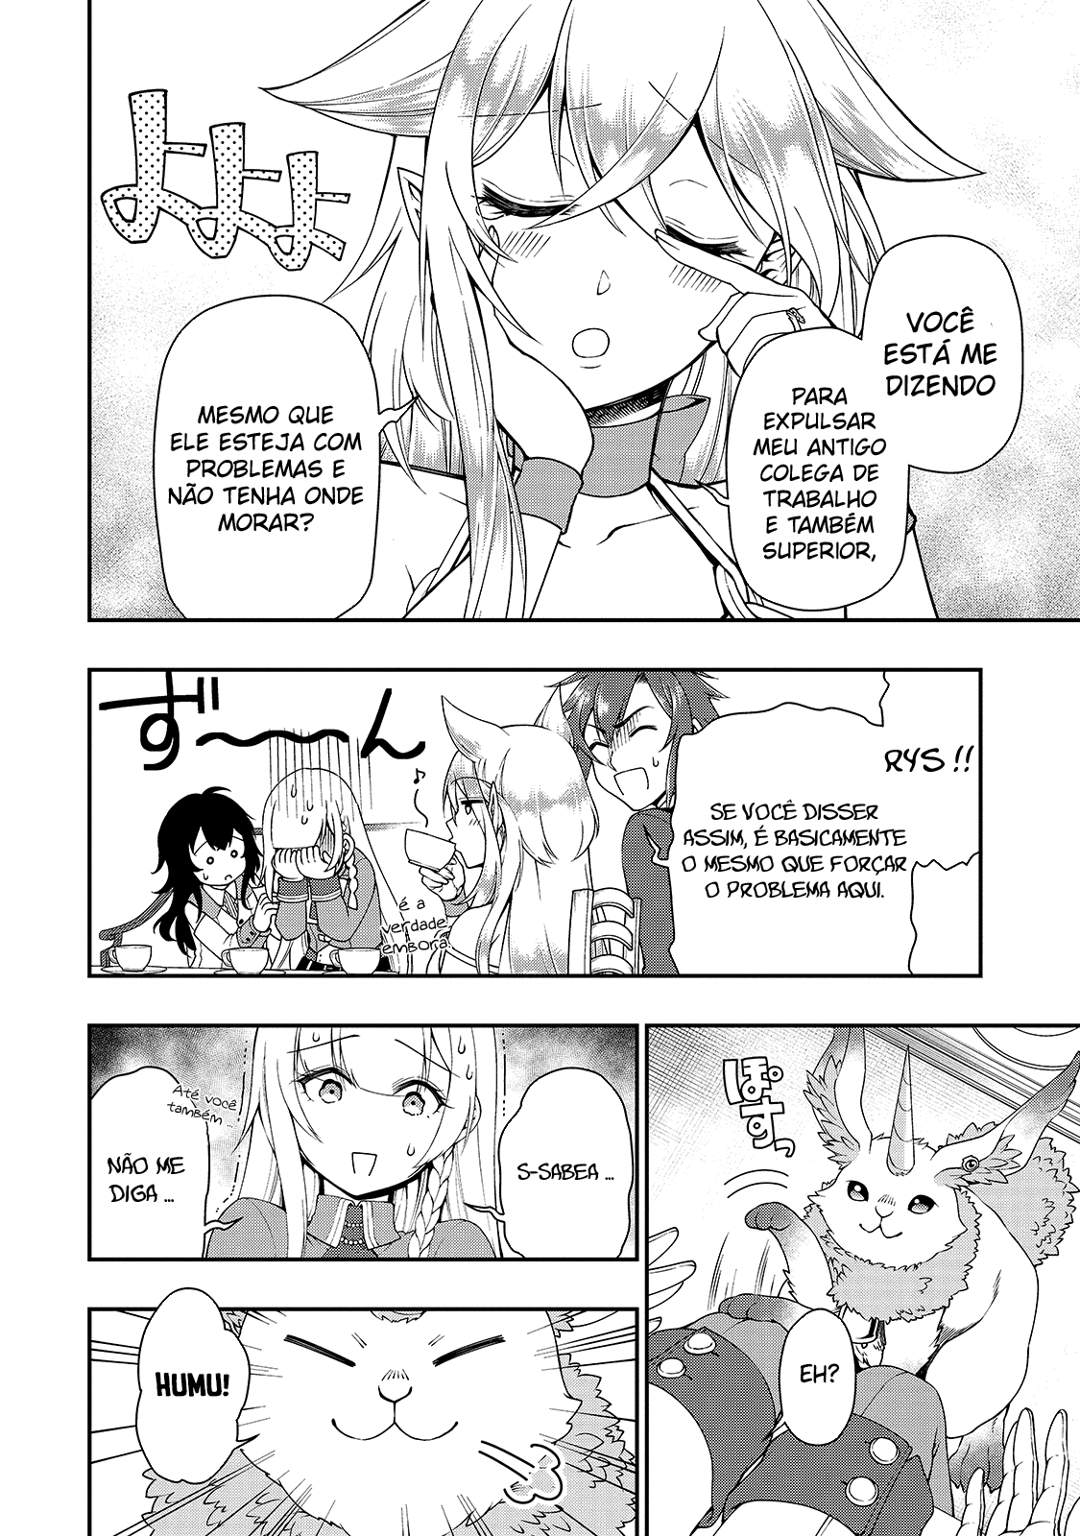 VOCÊ
ESTÁ ME
DIZENDO
PARA
EXPULSAR
MEU ANTIGO
COLEGA DE
TRABALHO
E TAMBÉM
SUPERIOR,
よよよ
MESMO QUE
ELE ESTEJA COM
PROBLEMAS E
NÃO TENHA ONDE
MORAR?
RYS !!
SE VOCÊ DISSER
ASSIM, É BASICAMENTE
O MESMO QUE FORÇAR
O PROBLEMA AQUI.
é a
verdade
embora.
ず〜〜ん
ぽすっ
EH?
S-SABEA ...
Até você
também ...
NÃO ME
DIGA ...
HUMU!